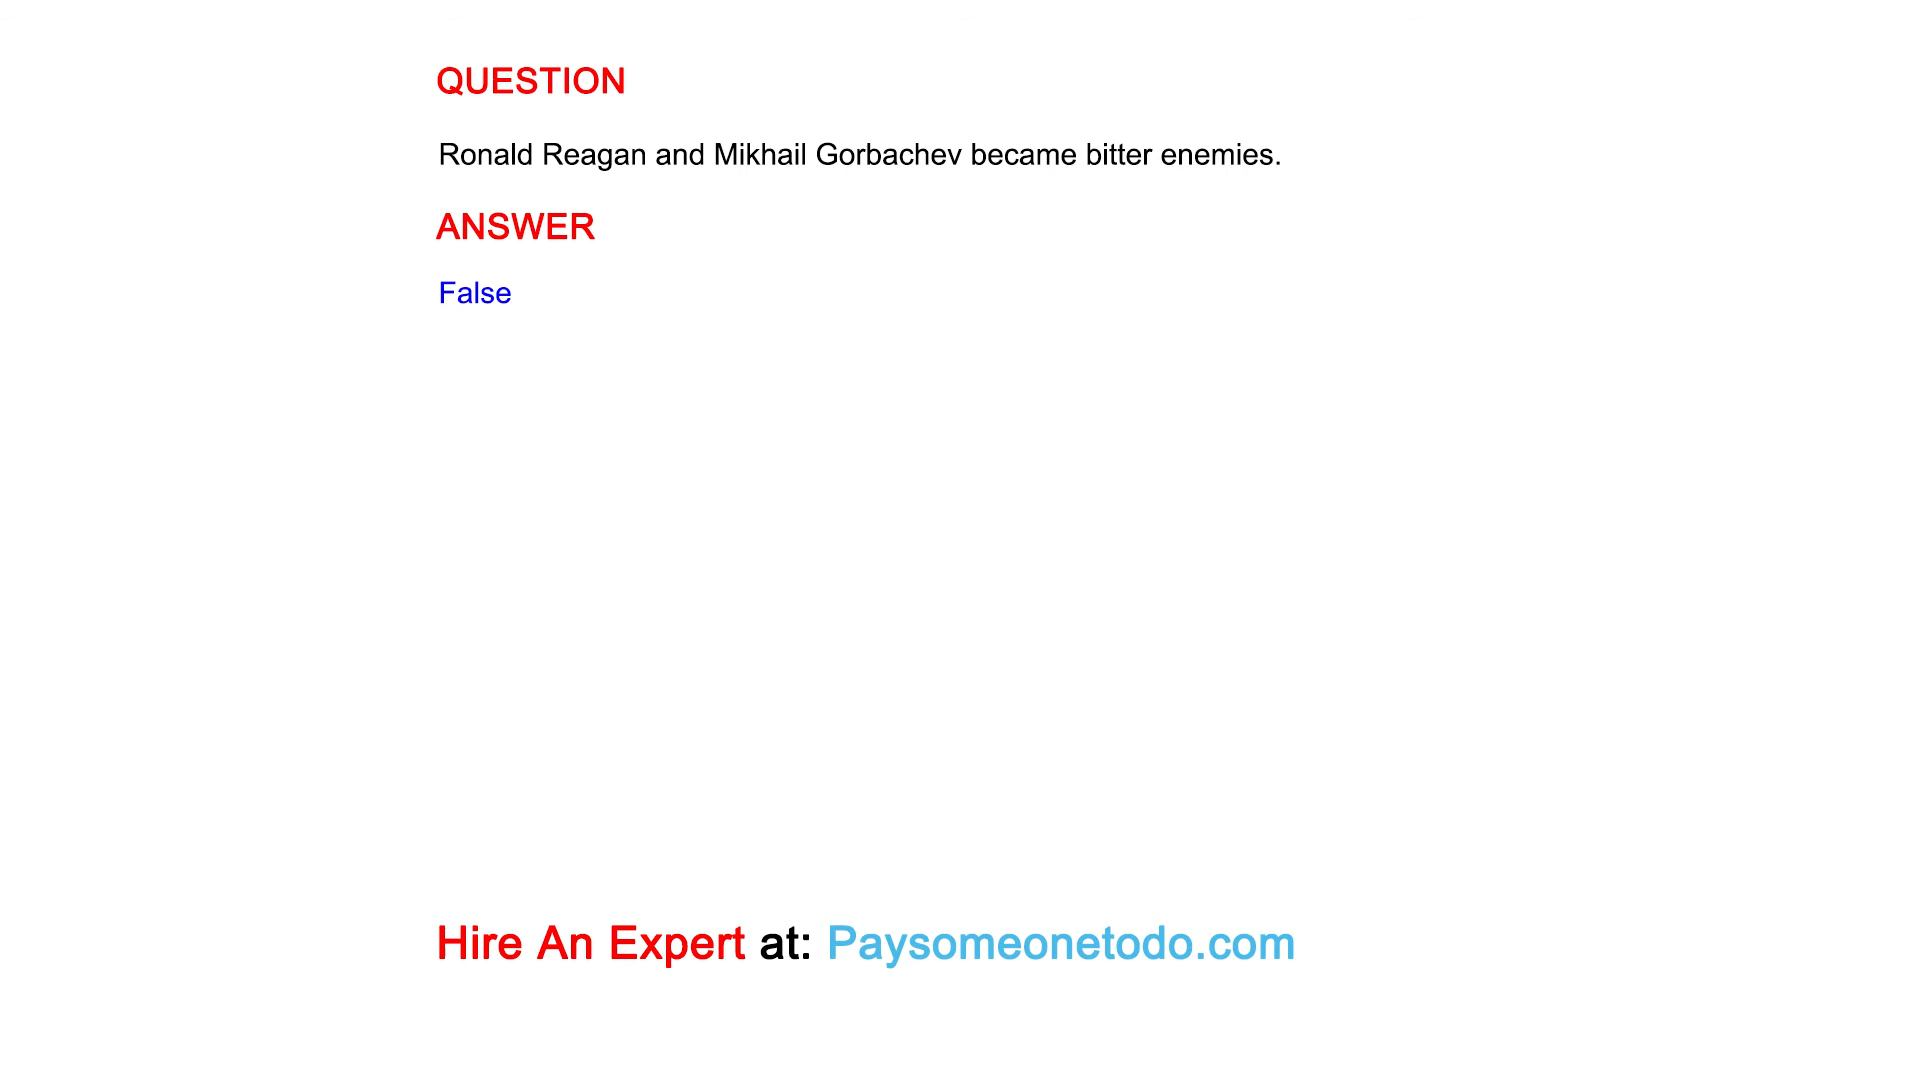 QUESTION
Ronald Reagan and Mikhail Gorbachev became bitter enemies.
ANSWER
False
Hire An Expert at: Paysomeonetodo.com